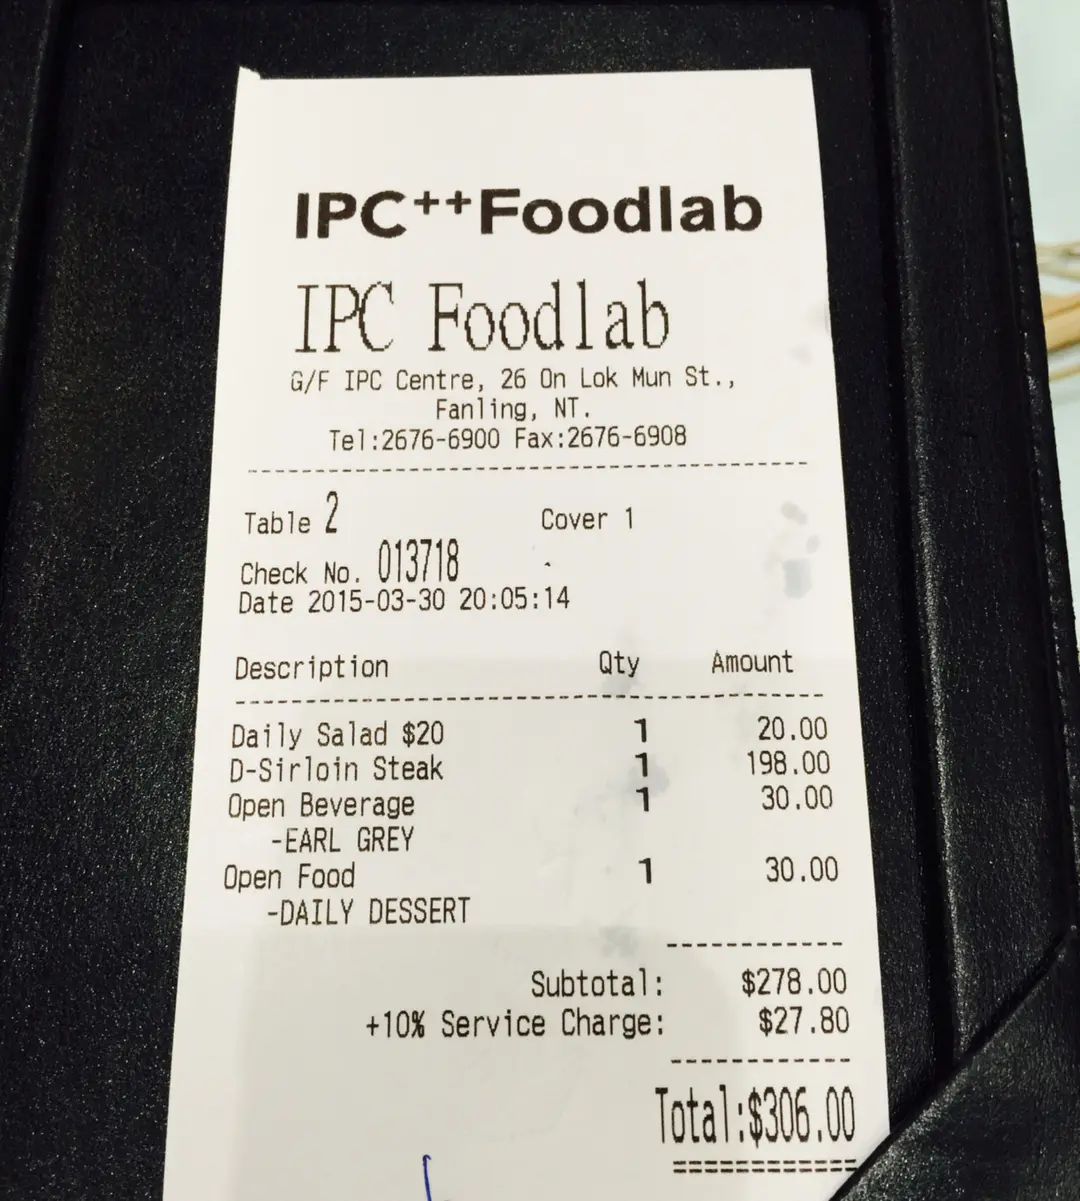 IPC++Foodlab
IPC Foodlab
G/F IPC Centre, 26 On Lok Mun St.,
Fanling, NT.
Tel:2676-6900 Fax:2676-6908
Table 2 Cover 1
Check No. 013718
Date 2015-03-30 20:05:14
Description Qty Amount
Daily Salad $20 1 20.00
D-Sirloin Steak 1 198.00
Open Beverage 1 30.00
-EARL GREY
Open Food 1 30.00
-DAILY DESSERT
Subtotal: $278.00
+10% Service Charge: $27.80
Total:$306.00